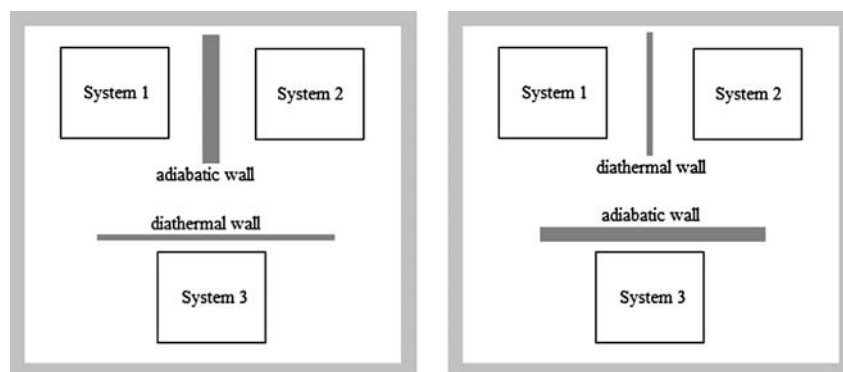 System 1
System 2
adiabatic wall
diathermal wall
System 3
System 1
System 2
diathermal wall
adiabatic wall
System 3